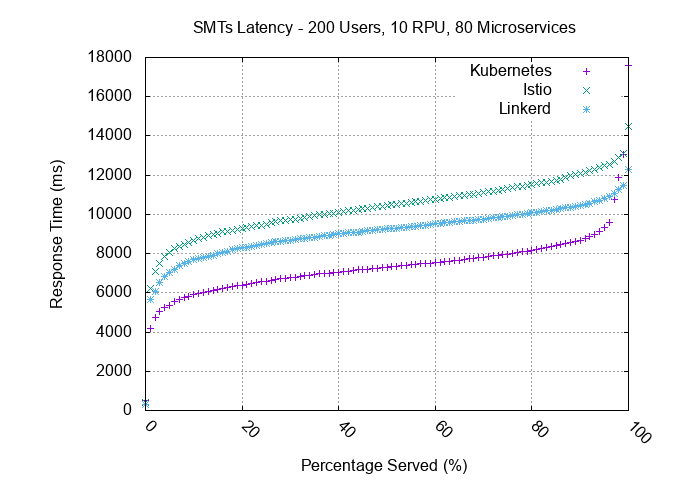 SMTs Latency - 200 Users, 10 RPU, 80 Microservices
18000
16000
14000
12000
10000
8000
6000
4000
2000
0
Kubernetes
Istio
Linkerd
Response Time (ms)
0
20
40
60
80
100
Percentage Served (%)